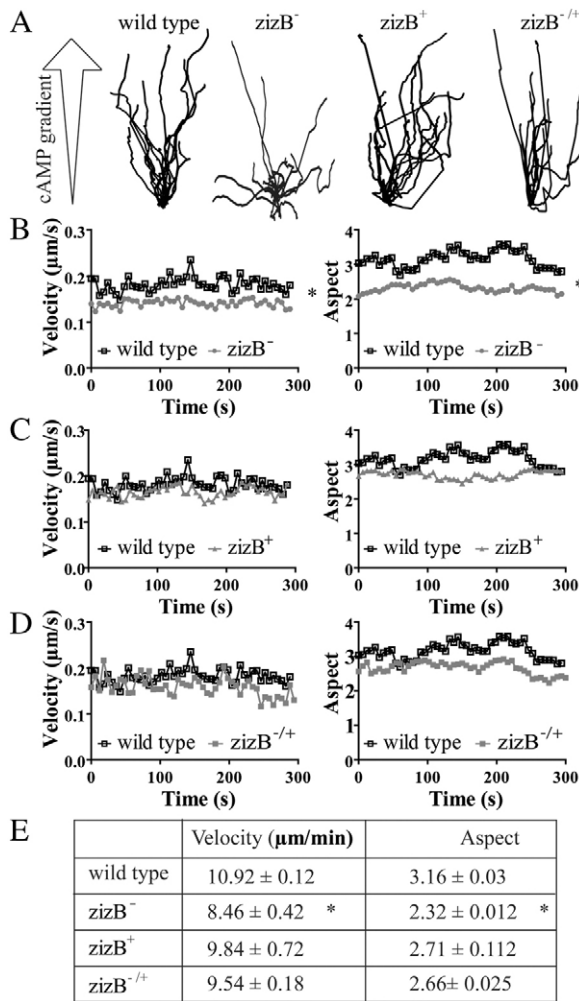 A
wild type
zizB⁻
zizB⁺
zizB⁻/⁺
cAMP gradient
B
Velocity (µm/s)
0.3
0.2
0.1
0.0
wild type
zizB⁻
*
0
100
200
300
Time (s)
Aspect
4
3
2
1
0
wild type
zizB⁻
*
0
100
200
300
Time (s)
C
Velocity (µm/s)
0.3
0.2
0.1
0.0
wild type
zizB⁺
0
100
200
300
Time (s)
Aspect
4
3
2
1
0
wild type
zizB⁺
0
100
200
300
Time (s)
D
Velocity (µm/s)
0.3
0.2
0.1
0.0
wild type
zizB⁻/⁺
0
100
200
300
Time (s)
Aspect
4
3
2
1
0
wild type
zizB⁻/⁺
0
100
200
300
Time (s)
E
Velocity (µm/min) Aspect
wild type 10.92 ± 0.12 3.16 ± 0.03
zizB⁻ 8.46 ± 0.42 * 2.32 ± 0.012 *
zizB⁺ 9.84 ± 0.72 2.71 ± 0.112
zizB⁻/⁺ 9.54 ± 0.18 2.66± 0.025